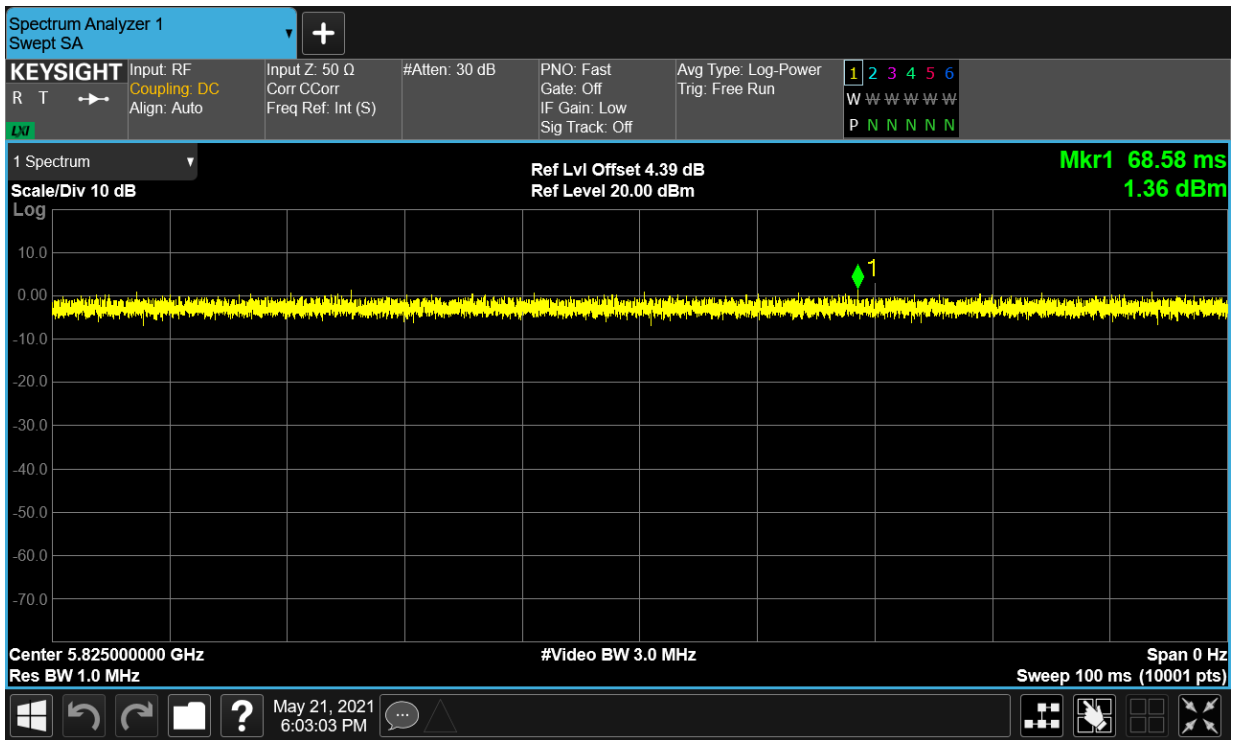 Spectrum Analyzer 1
Swept SA
+
KEYSIGHT
R T
LXI
Input: RF
Coupling: DC
Align: Auto
Input Z: 50 Ω
Corr CCorr
Freq Ref: Int (S)
#Atten: 30 dB
PNO: Fast
Gate: Off
IF Gain: Low
Sig Track: Off
Avg Type: Log-Power
Trig: Free Run
1 2 3 4 5 6
W W W W W W
P N N N N N
1 Spectrum
Scale/Div 10 dB
Log
Ref Lvl Offset 4.39 dB
Ref Level 20.00 dBm
Mkr1 68.58 ms
1.36 dBm
10.0
0.00
-10.0
-20.0
-30.0
-40.0
-50.0
-60.0
-70.0
1
Center 5.825000000 GHz
Res BW 1.0 MHz
#Video BW 3.0 MHz
Span 0 Hz
Sweep 100 ms (10001 pts)
?
May 21, 2021
6:03:03 PM